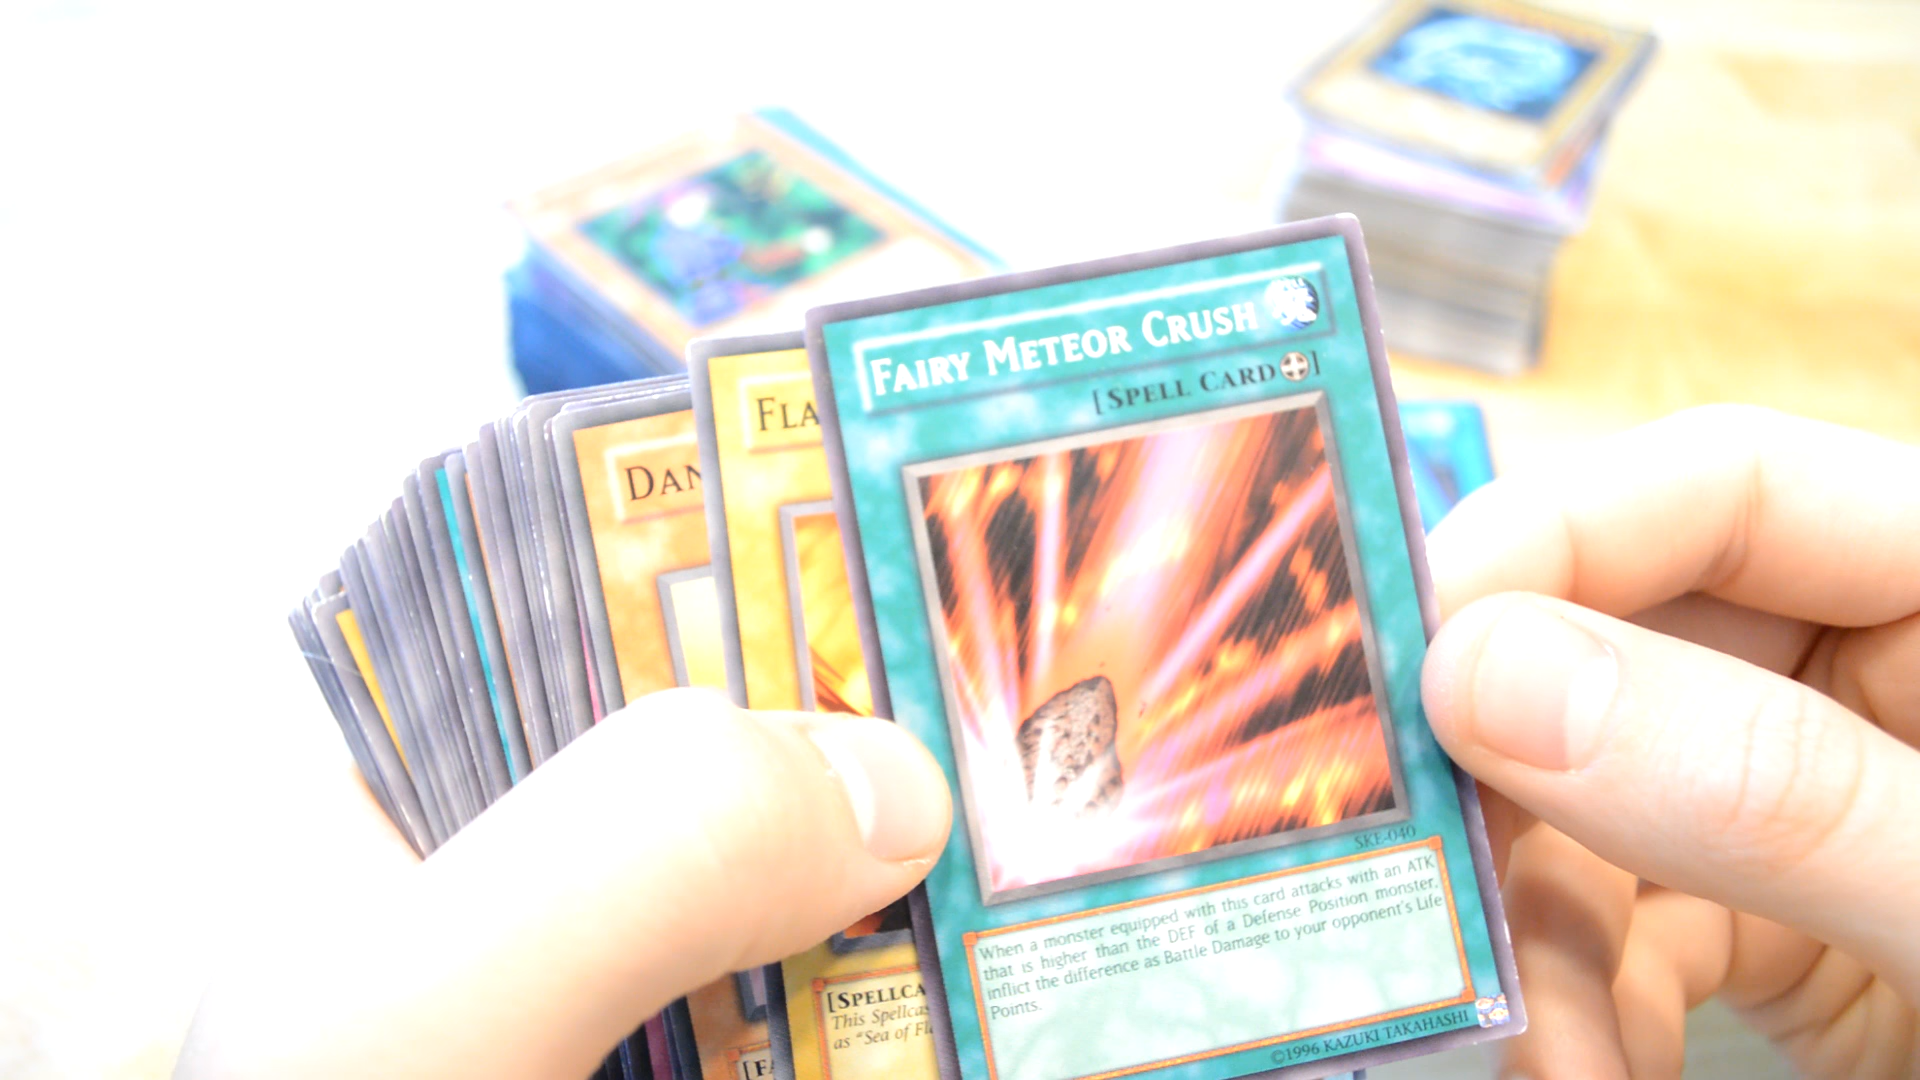 FAIRY METEOR CRUSH
[SPELL CARD]
SKE-040
When a monster equipped with this card attacks with an ATK
that is higher than the DEF of a Defense Position monster,
inflict the difference as Battle Damage to your opponent's Life
Points.
©1996 KAZUKI TAKAHASHI
FLA
[SPELLCA
This Spellcas
as "Sea of Fl
DAN
[FA